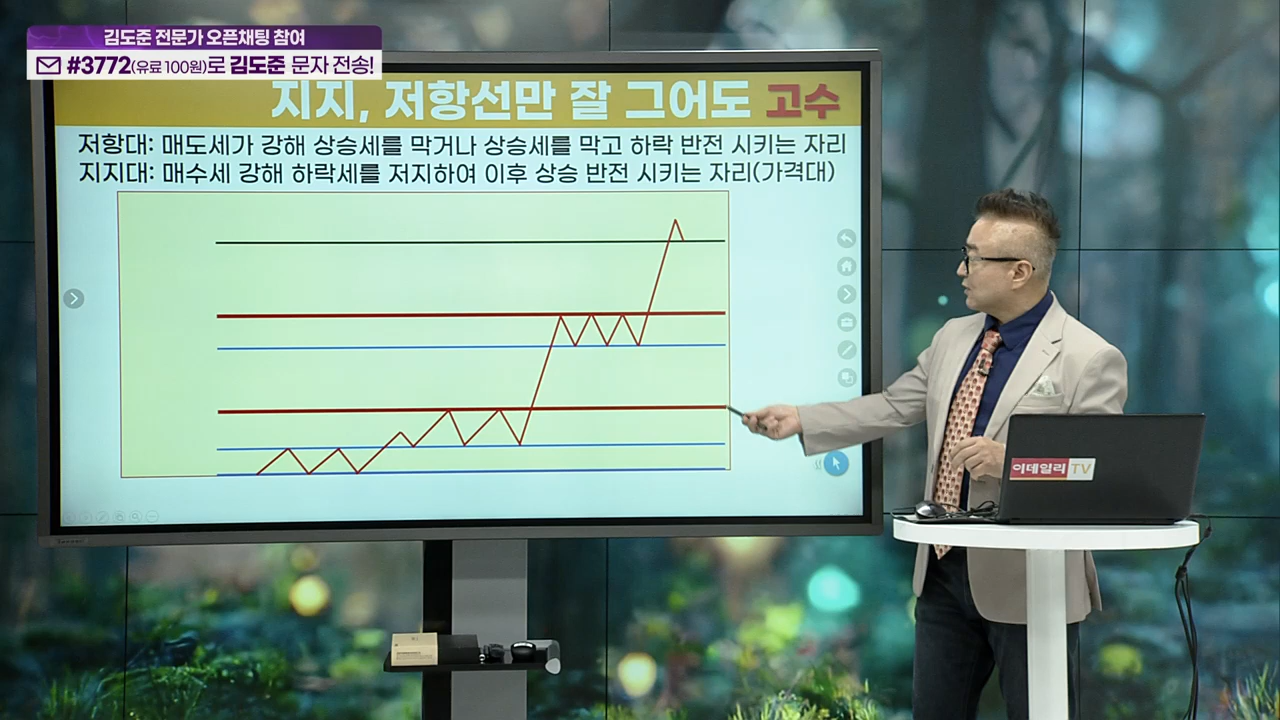 김도준 전문가 오픈채팅 참여
#3772(유료 100원)로 김도준 문자 전송!
지지, 저항선만 잘 그어도 고수
저항대: 매도세가 강해 상승세를 막거나 상승세를 막고 하락 반전 시키는 자리
지지대: 매수세 강해 하락세를 저지하여 이후 상승 반전 시키는 자리(가격대)
이데일리 TV